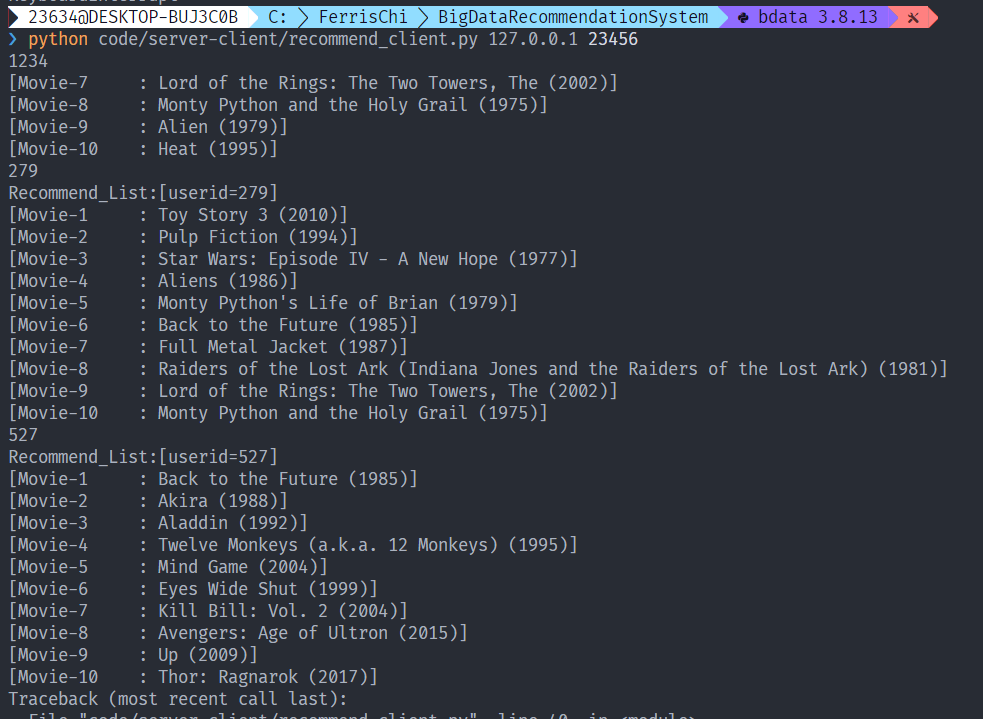 23634@DESKTOP-BUJ3C0B C: FerrisChi BigDataRecommendationSystem bdata 3.8.13
❯ python code/server-client/recommend_client.py 127.0.0.1 23456
1234
[Movie-7     : Lord of the Rings: The Two Towers, The (2002)]
[Movie-8     : Monty Python and the Holy Grail (1975)]
[Movie-9     : Alien (1979)]
[Movie-10    : Heat (1995)]
279
Recommend_List:[userid=279]
[Movie-1     : Toy Story 3 (2010)]
[Movie-2     : Pulp Fiction (1994)]
[Movie-3     : Star Wars: Episode IV - A New Hope (1977)]
[Movie-4     : Aliens (1986)]
[Movie-5     : Monty Python's Life of Brian (1979)]
[Movie-6     : Back to the Future (1985)]
[Movie-7     : Full Metal Jacket (1987)]
[Movie-8     : Raiders of the Lost Ark (Indiana Jones and the Raiders of the Lost Ark) (1981)]
[Movie-9     : Lord of the Rings: The Two Towers, The (2002)]
[Movie-10    : Monty Python and the Holy Grail (1975)]
527
Recommend_List:[userid=527]
[Movie-1     : Back to the Future (1985)]
[Movie-2     : Akira (1988)]
[Movie-3     : Aladdin (1992)]
[Movie-4     : Twelve Monkeys (a.k.a. 12 Monkeys) (1995)]
[Movie-5     : Mind Game (2004)]
[Movie-6     : Eyes Wide Shut (1999)]
[Movie-7     : Kill Bill: Vol. 2 (2004)]
[Movie-8     : Avengers: Age of Ultron (2015)]
[Movie-9     : Up (2009)]
[Movie-10    : Thor: Ragnarok (2017)]
Traceback (most recent call last):